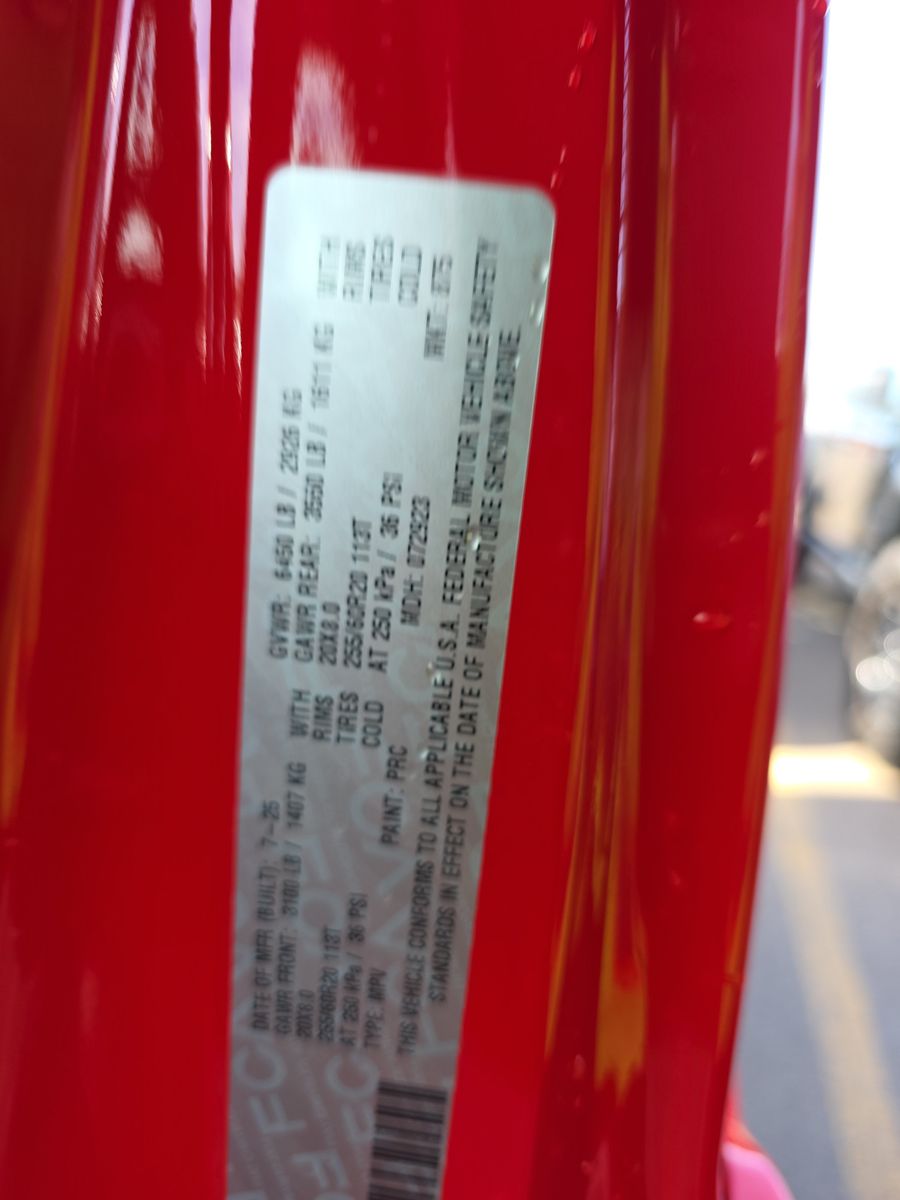 DATE OF MFR (BUILT): 7-25 GVWR: 6450 LB // 2926 KG
GAWR FRONT: 3100 LB / 1407 KG WITH GAWR REAR: 3550 LB // 1611 KG WITH
20X8.0 RIMS 20X8.0 RIMS
255/60R20 113T TIRES 255/60R20 113T TIRES
AT 250 kPa / 36 PSI COLD AT 250 kPa / 36 PSI COLD
TYPE: MPV PAINT: PRC MDH: 072923
THIS VEHICLE CONFORMS TO ALL APPLICABLE U.S.A. FEDERAL MOTOR VEHICLE SAFETY
STANDARDS IN EFFECT ON THE DATE OF MANUFACTURE SHOWN ABOVE